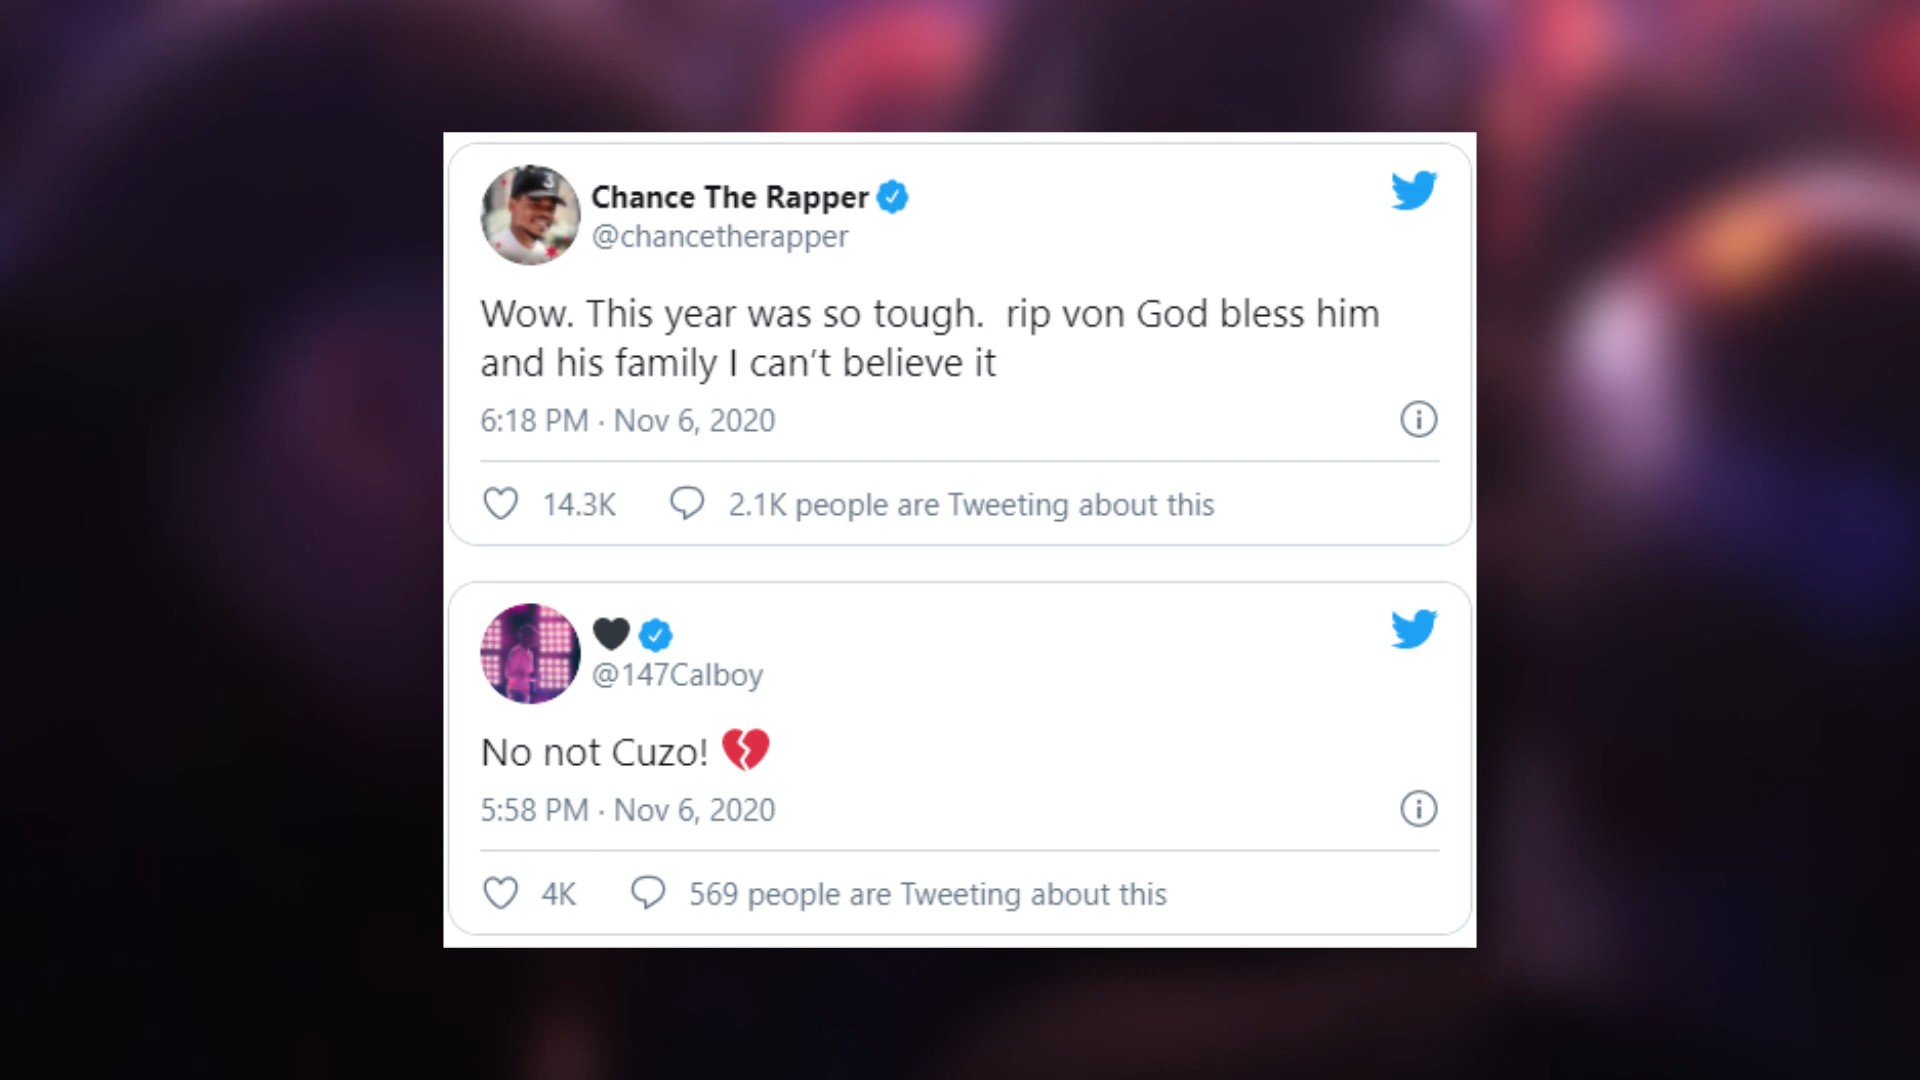 Chance The Rapper
@chancetherapper
Wow. This year was so tough.  rip von God bless him
and his family I can’t believe it
6:18 PM · Nov 6, 2020
14.3K 2.1K people are Tweeting about this
🖤
@147Calboy
No not Cuzo! 💔
5:58 PM · Nov 6, 2020
4K 569 people are Tweeting about this